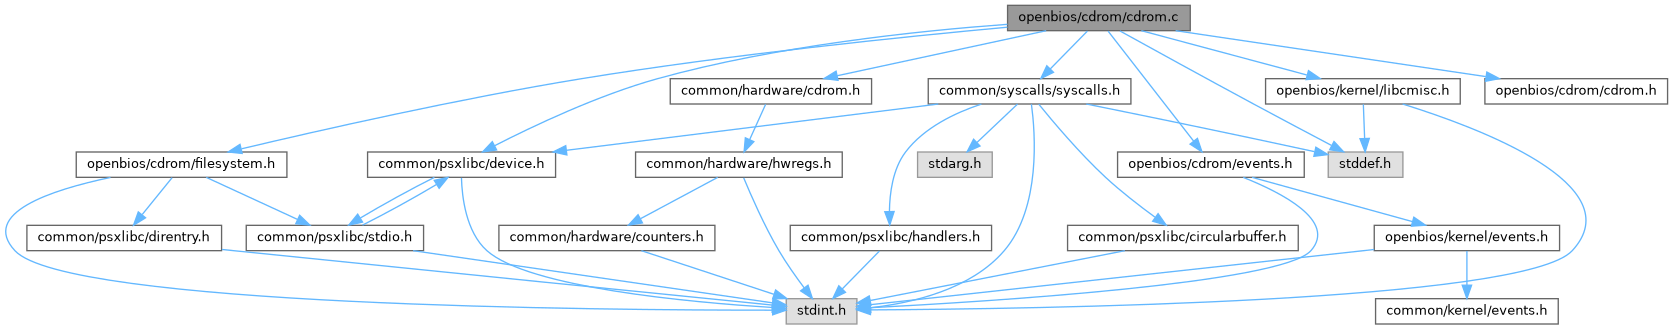 openbios/cdrom/cdrom.c
common/hardware/cdrom.h
common/syscalls/syscalls.h
openbios/kernel/libcmisc.h
openbios/cdrom/cdrom.h
openbios/cdrom/filesystem.h
common/psxlibc/device.h
common/hardware/hwregs.h
stdarg.h
openbios/cdrom/events.h
stddef.h
common/psxlibc/direntry.h
common/psxlibc/stdio.h
common/hardware/counters.h
common/psxlibc/handlers.h
common/psxlibc/circularbuffer.h
openbios/kernel/events.h
stdint.h
common/kernel/events.h